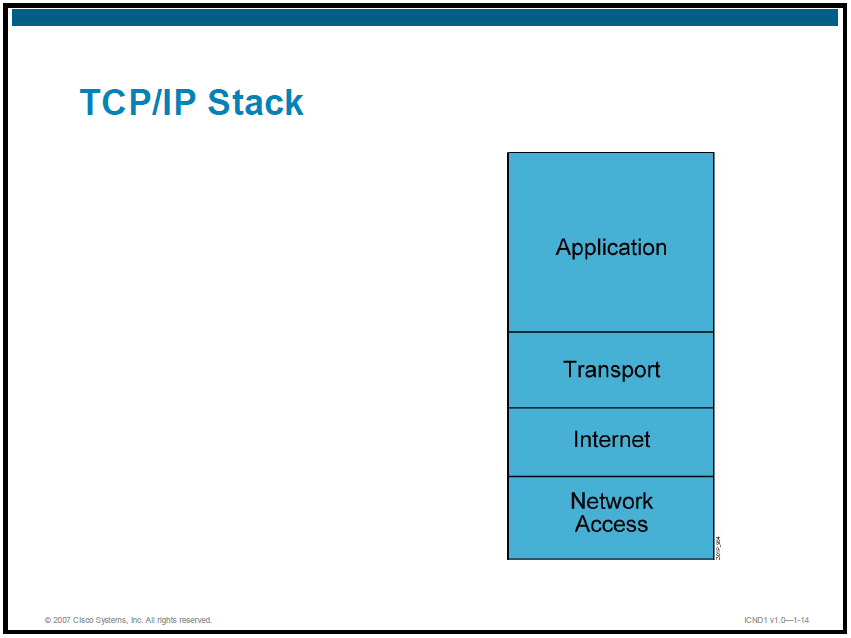 TCP/IP Stack
Application
Transport
Internet
Network
Access
© 2007 Cisco Systems, Inc. All rights reserved.
ICND1 v1.0—1-14